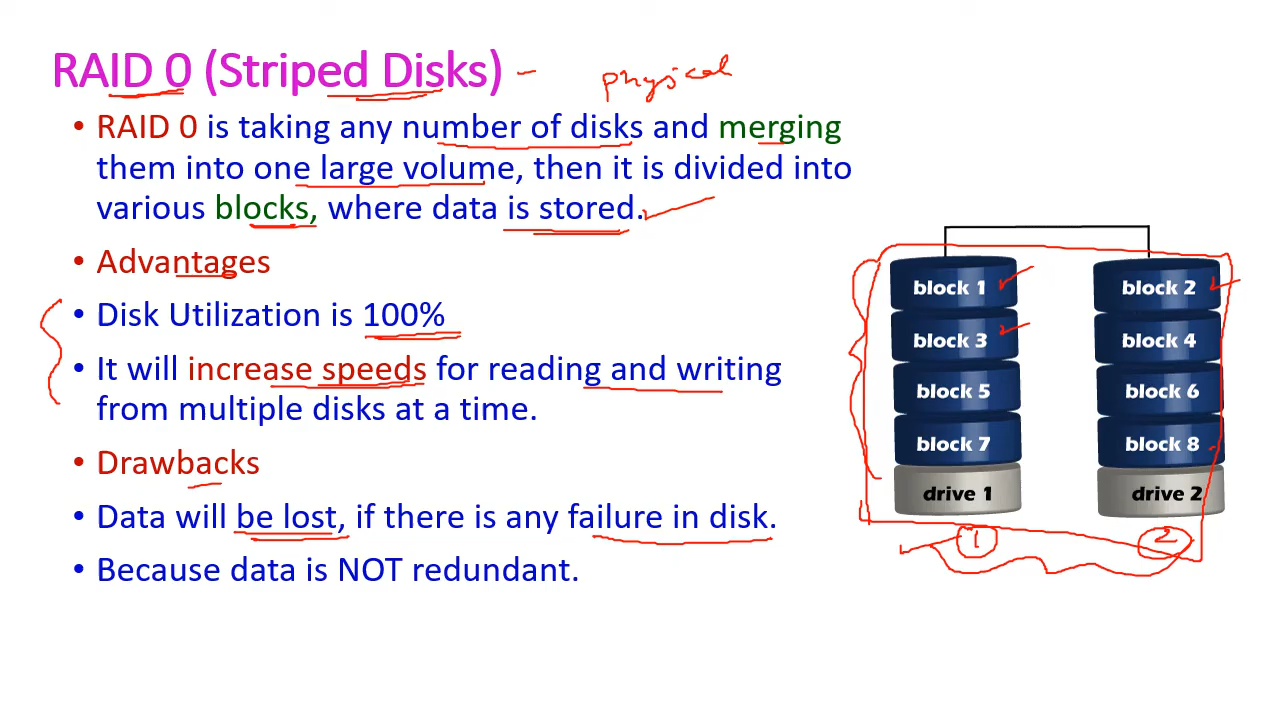 RAID 0 (Striped Disks) - physical
• RAID 0 is taking any number of disks and merging
them into one large volume, then it is divided into
various blocks, where data is stored.
• Advantages
• Disk Utilization is 100%
• It will increase speeds for reading and writing
from multiple disks at a time.
• Drawbacks
• Data will be lost, if there is any failure in disk.
• Because data is NOT redundant.
block 1
block 3
block 5
block 7
drive 1
1
block 2
block 4
block 6
block 8
drive 2
2